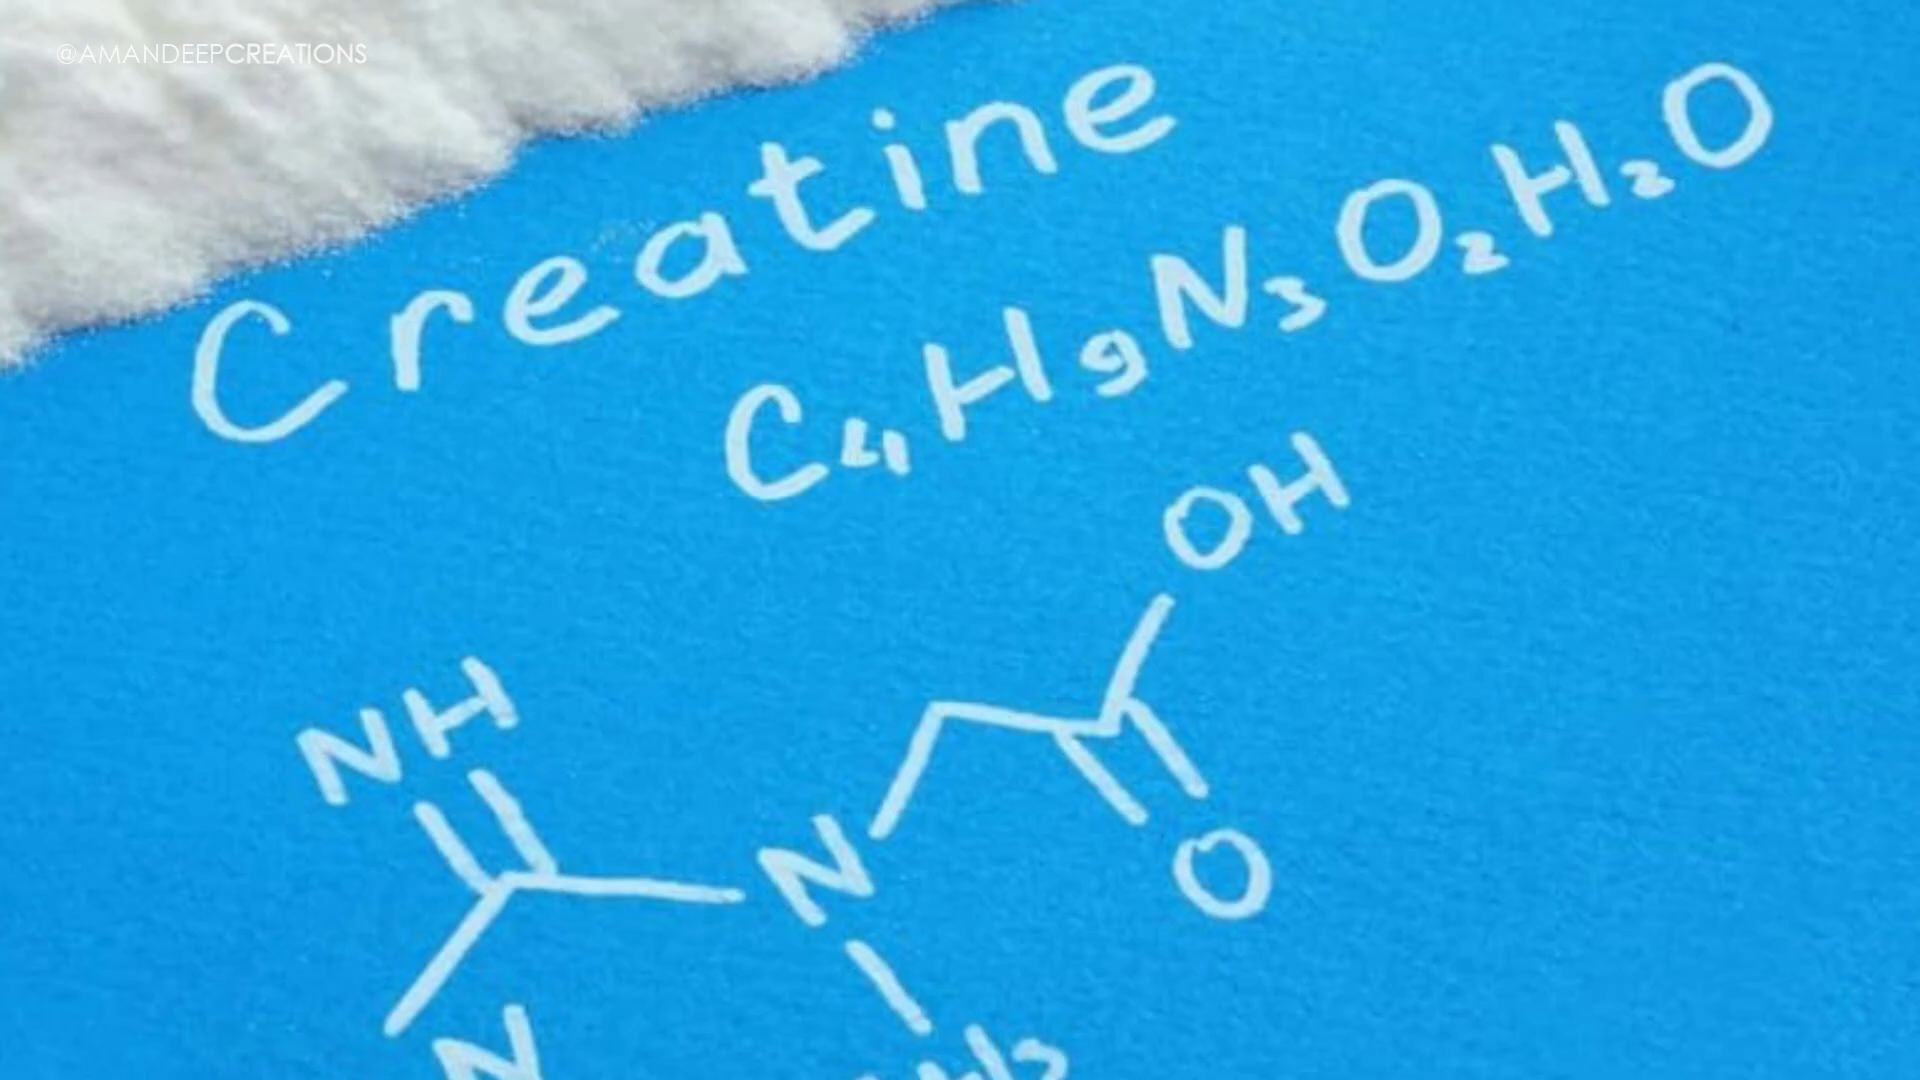 @AMANDEEPCREATIONS
Creatine
C₄H₉N₃O₂H₂O
OH
NH
N
O
N